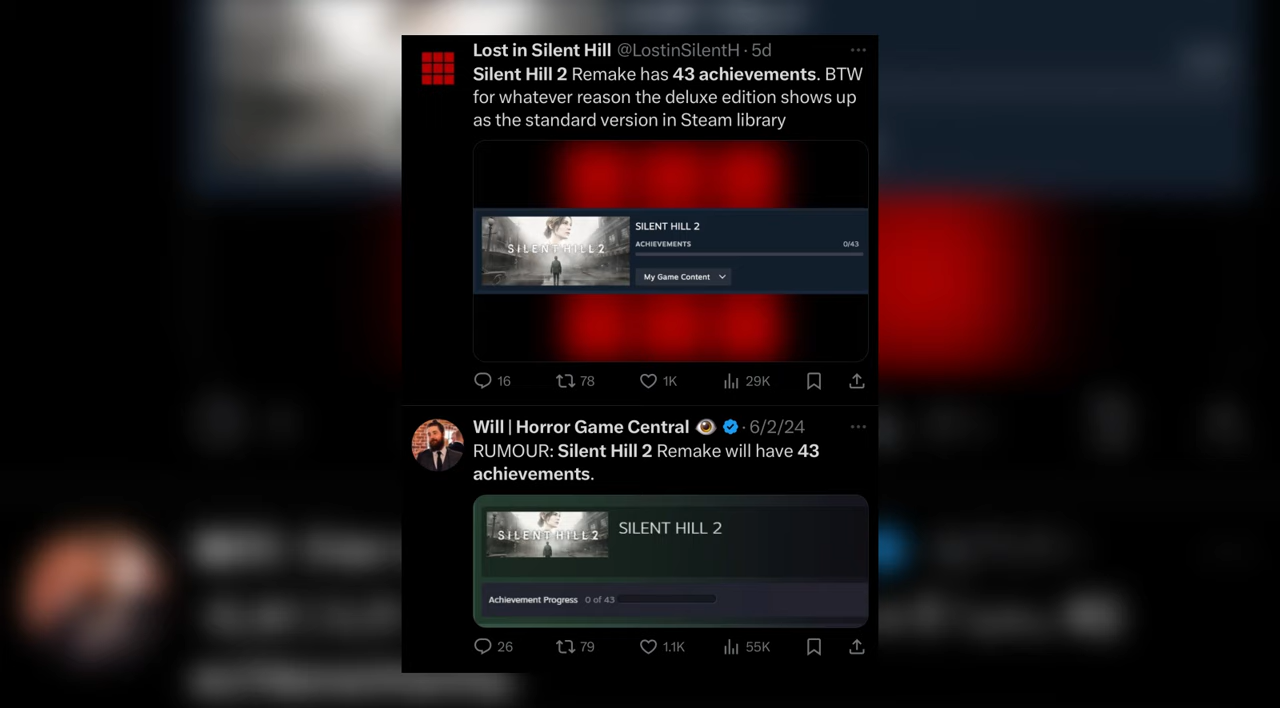 Lost in Silent Hill @LostinSilentH · 5d
Silent Hill 2 Remake has 43 achievements. BTW
for whatever reason the deluxe edition shows up
as the standard version in Steam library
SILENT HILL 2
SILENT HILL 2
ACHIEVEMENTS 0/43
My Game Content
16 78 1K 29K
Will | Horror Game Central 👁️ · 6/2/24
RUMOUR: Silent Hill 2 Remake will have 43
achievements.
SILENT HILL 2
SILENT HILL 2
Achievement Progress 0 of 43
26 79 1.1K 55K